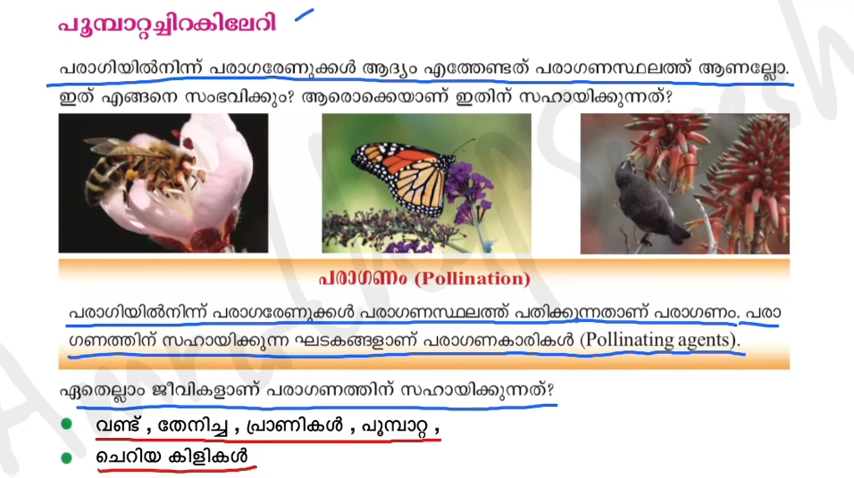 പൂമ്പാറ്റച്ചിറകിലേറി
പരാഗിയിൽനിന്ന് പരാഗരേണുക്കൾ ആദ്യം എത്തേണ്ടത് പരാഗണസ്ഥലത്ത് ആണല്ലോ.
ഇത് എങ്ങനെ സംഭവിക്കും? ആരൊക്കെയാണ് ഇതിന് സഹായിക്കുന്നത്?
പരാഗണം (Pollination)
പരാഗിയിൽനിന്ന് പരാഗരേണുക്കൾ പരാഗണസ്ഥലത്ത് പതിക്കുന്നതാണ് പരാഗണം. പരാ
ഗണത്തിന് സഹായിക്കുന്ന ഘടകങ്ങളാണ് പരാഗണകാരികൾ (Pollinating agents).
ഏതെല്ലാം ജീവികളാണ് പരാഗണത്തിന് സഹായിക്കുന്നത്?
വണ്ട് , തേനീച്ച , പ്രാണികൾ , പൂമ്പാറ്റ ,
ചെറിയ കിളികൾ